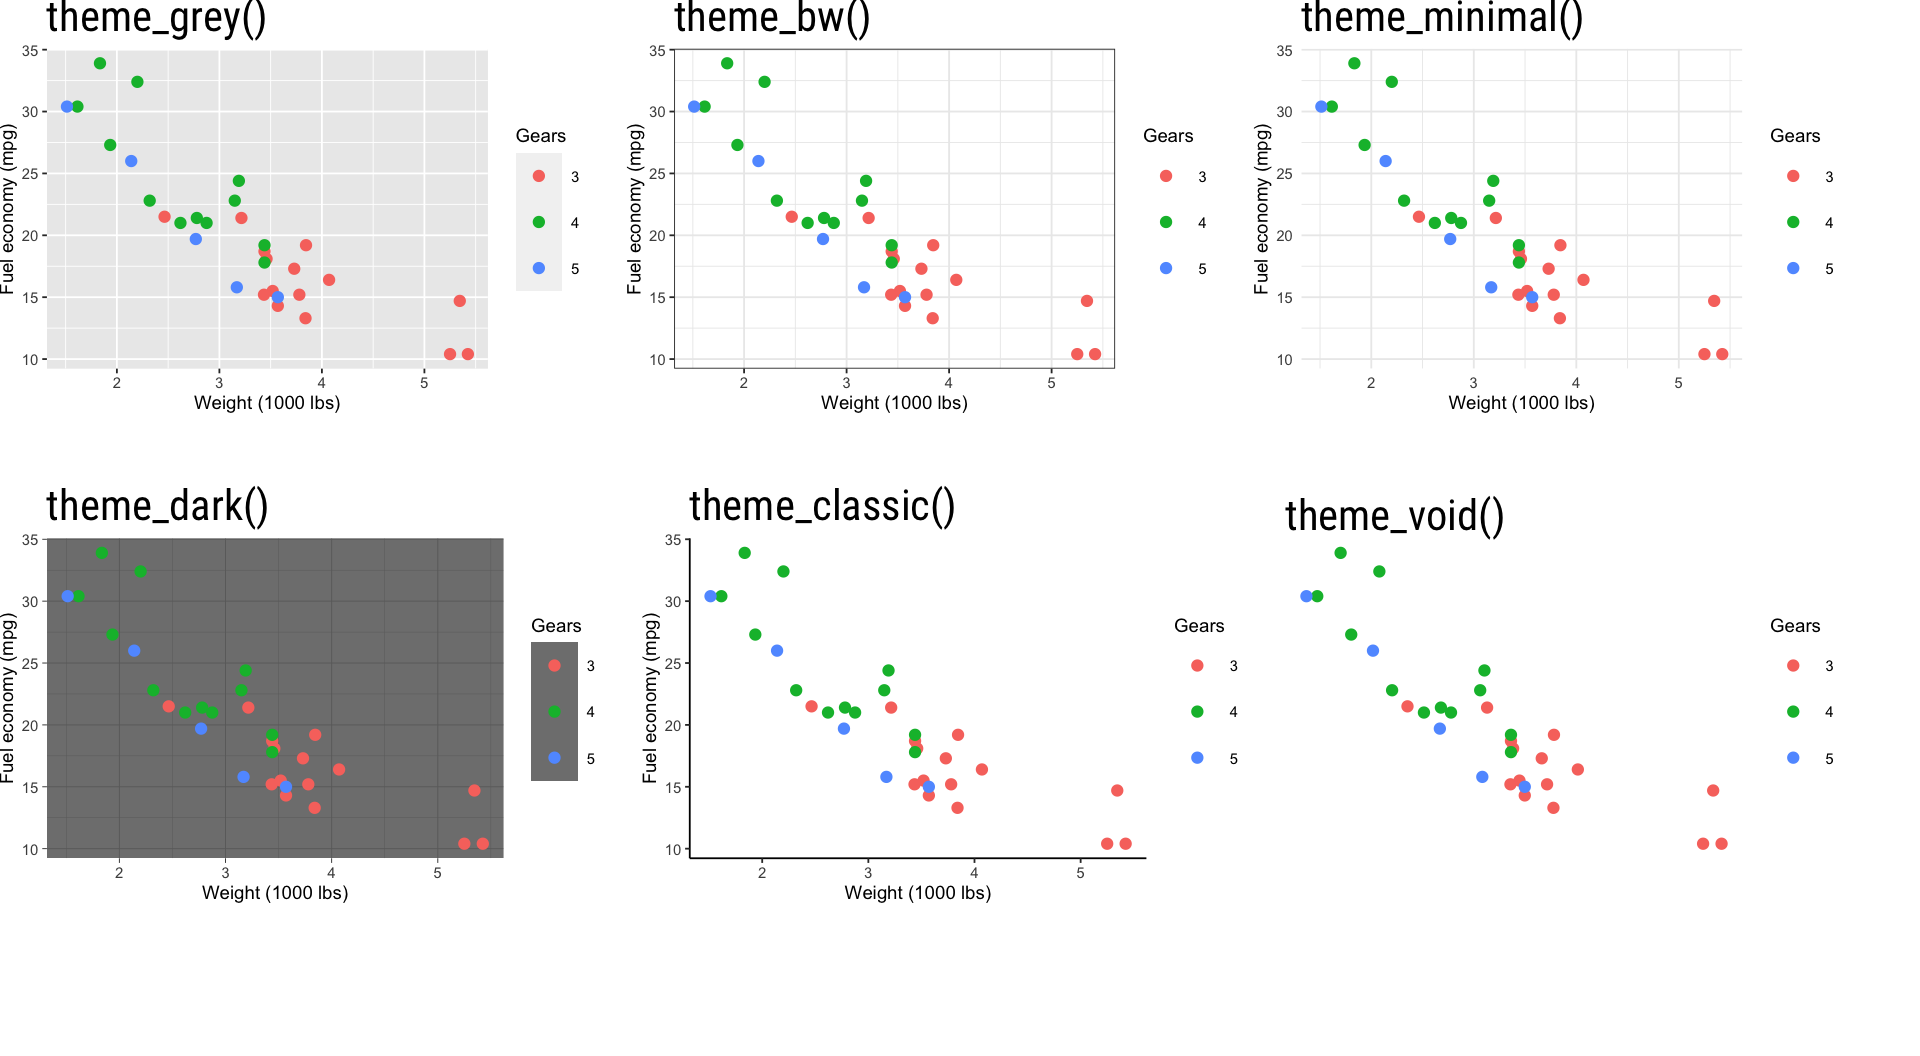 theme_grey()
35
30
25
20
15
10
Fuel economy (mpg)
2 3 4 5
Weight (1000 lbs)
Gears
3
4
5
theme_bw()
35
30
25
20
15
10
Fuel economy (mpg)
2 3 4 5
Weight (1000 lbs)
Gears
3
4
5
theme_minimal()
35
30
25
20
15
10
Fuel economy (mpg)
2 3 4 5
Weight (1000 lbs)
Gears
3
4
5
theme_dark()
35
30
25
20
15
10
Fuel economy (mpg)
2 3 4 5
Weight (1000 lbs)
Gears
3
4
5
theme_classic()
35
30
25
20
15
10
Fuel economy (mpg)
2 3 4 5
Weight (1000 lbs)
Gears
3
4
5
theme_void()
Gears
3
4
5